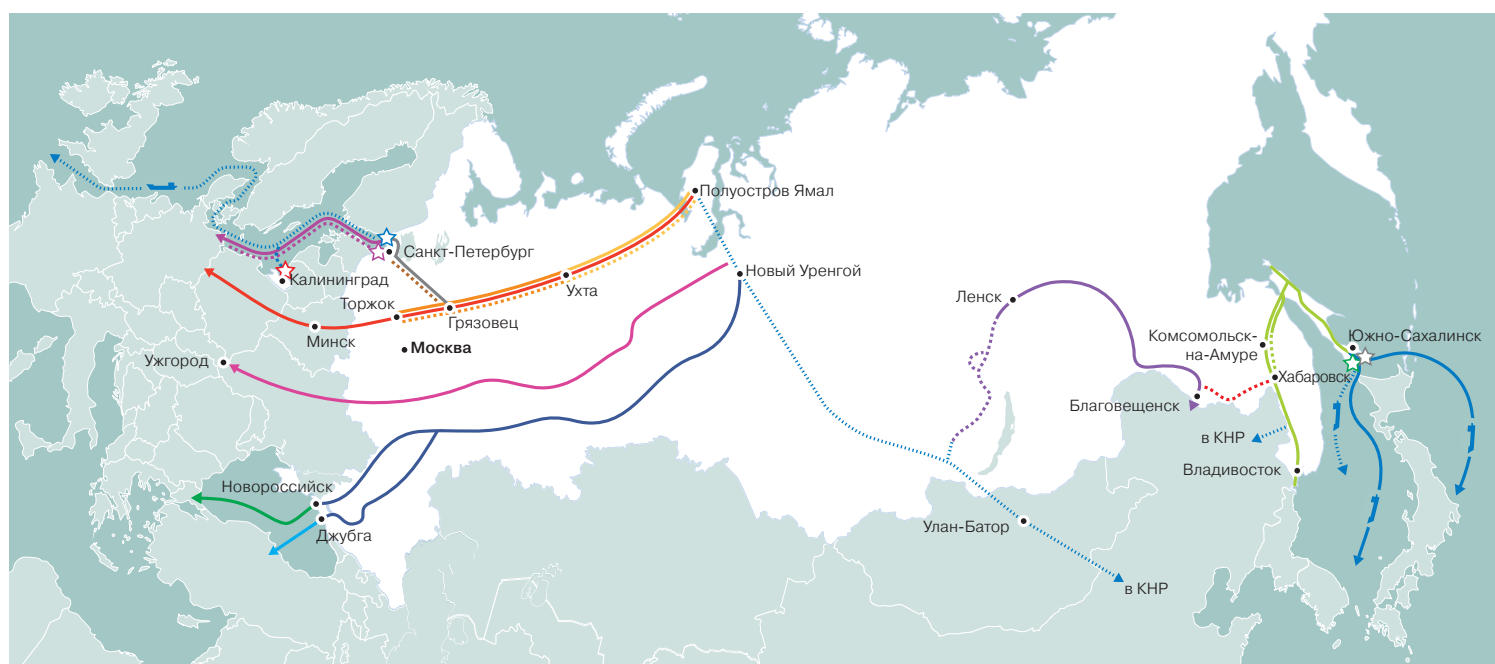 Полуостров Ямал
Санкт-Петербург
Новый Уренгой
Калининград
Ухта
Торжок
Грязовец
Минск
Москва
Ужгород
Ленск
Комсомольск-
на-Амуре
Южно-Сахалинск
Хабаровск
Благовещенск
в КНР
Владивосток
Новороссийск
Джубга
Улан-Батор
в КНР